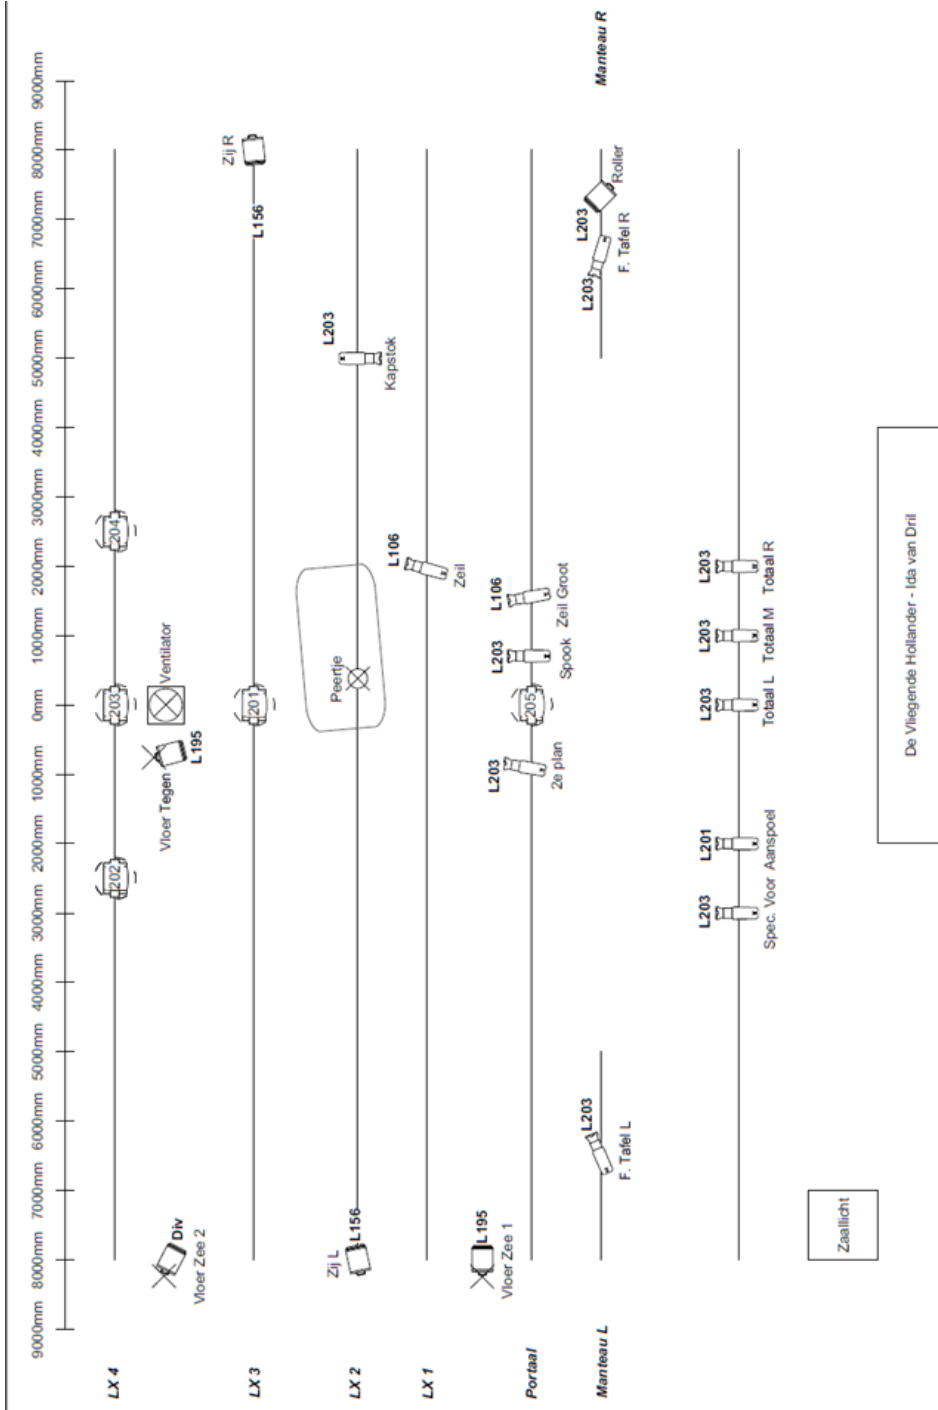 9000mm 8000mm 7000mm 6000mm 5000mm 4000mm 3000mm 2000mm 1000mm 0mm 1000mm 2000mm 3000mm 4000mm 5000mm 6000mm 7000mm 8000mm 9000mm
LX 4
202
203
204
Div
Vloer Zee 2
Vloer Tegen
L195
Ventilator
Zij R
LX 3
201
L156
Zij L
LX 2
L156
Peertje
L203
Kapstok
LX 1
L106
Zeil
L195
Vloer Zee 1
Portaal
L203
2e plan
205
L203
Spook
L106
Zeil Groot
Manteau L
L203
F. Tafel L
L203
F. Tafel R
L203
Roller
Manteau R
L203
L201
L203
L203
L203
Spec. Voor Aanspoel
Totaal L
Totaal M
Totaal R
Zaallicht
De Vliegende Hollander - Ida van Dril